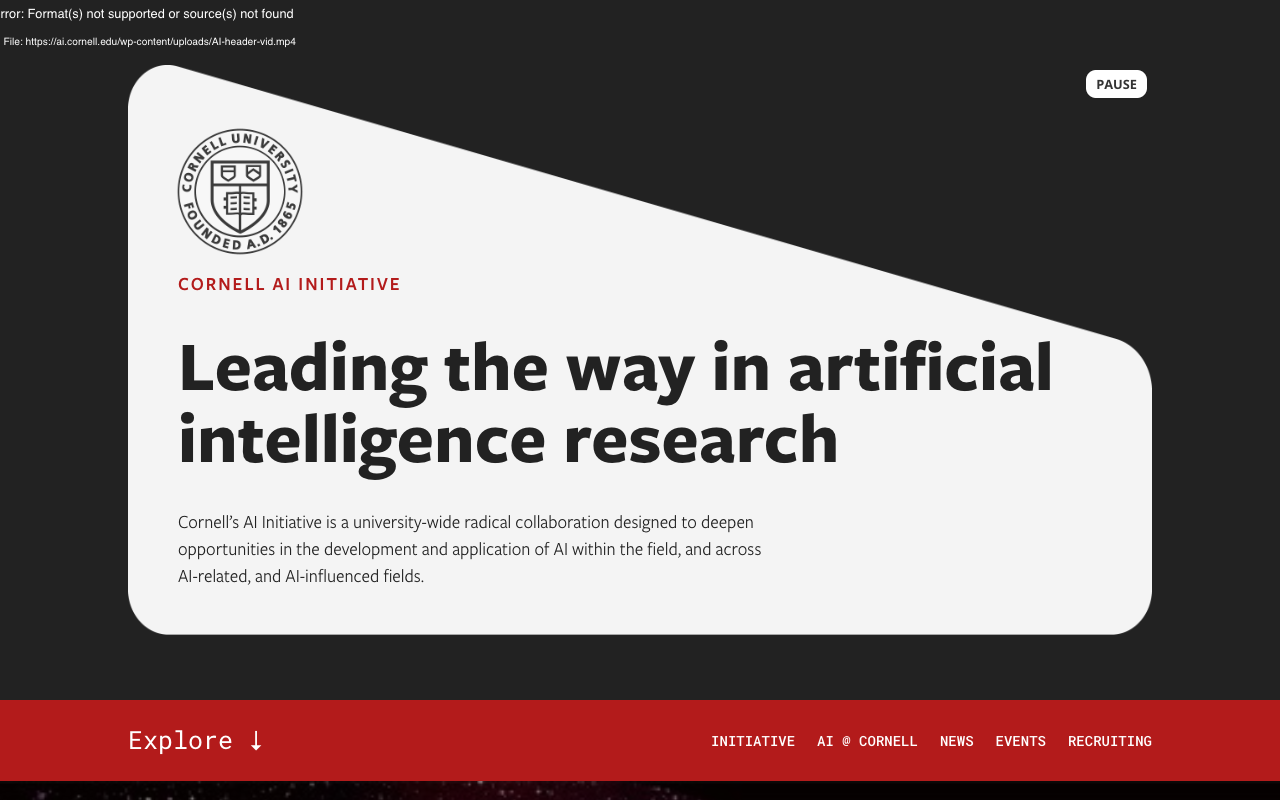 rror: Format(s) not supported or source(s) not found
File: https://ai.cornell.edu/wp-content/uploads/AI-header-vid.mp4
PAUSE
CORNELL UNIVERSITY
FOUNDED A.D. 1865
CORNELL AI INITIATIVE
Leading the way in artificial
intelligence research
Cornell’s AI Initiative is a university-wide radical collaboration designed to deepen
opportunities in the development and application of AI within the field, and across
AI-related, and AI-influenced fields.
Explore ↓
INITIATIVE AI @ CORNELL NEWS EVENTS RECRUITING